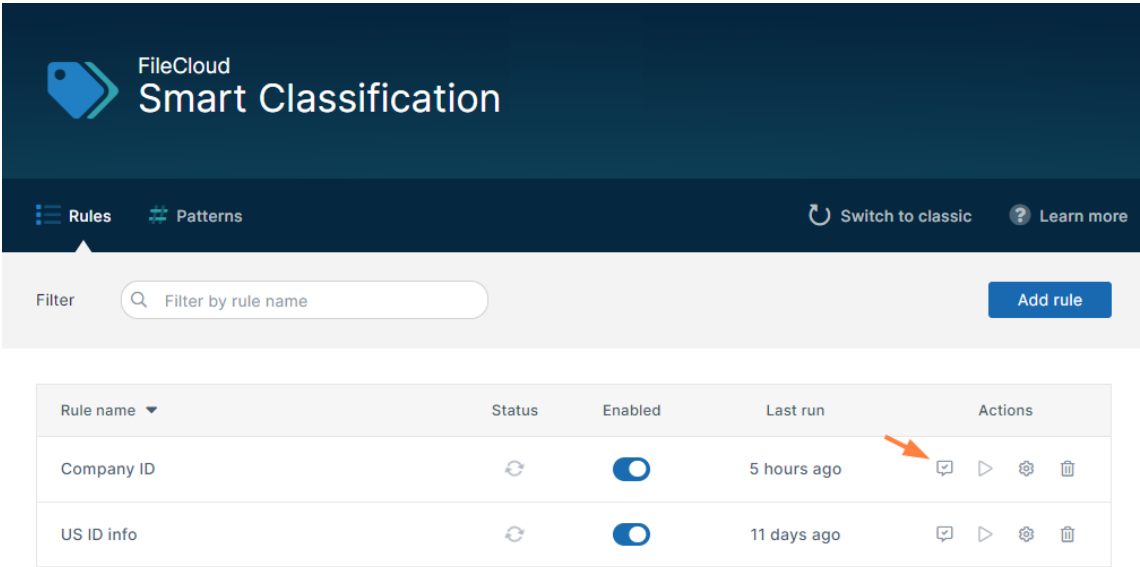 FileCloud
Smart Classification
Rules
Patterns
Switch to classic
? Learn more
Filter
Filter by rule name
Add rule
Rule name
Status
Enabled
Last run
Actions
Company ID
5 hours ago
US ID info
11 days ago